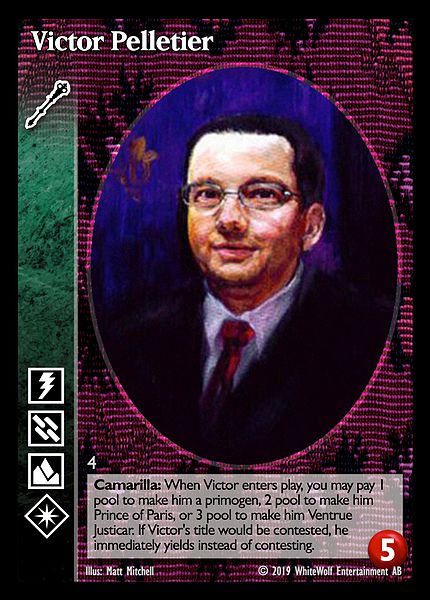 Victor Pelletier
4
Camarilla: When Victor enters play, you may pay 1
pool to make him a primogen, 2 pool to make him
Prince of Paris, or 3 pool to make him Ventrue
Justicar. If Victor's title would be contested, he
immediately yields instead of contesting.
5
Illus: Matt Mitchell
© 2019 WhiteWolf Entertainment AB